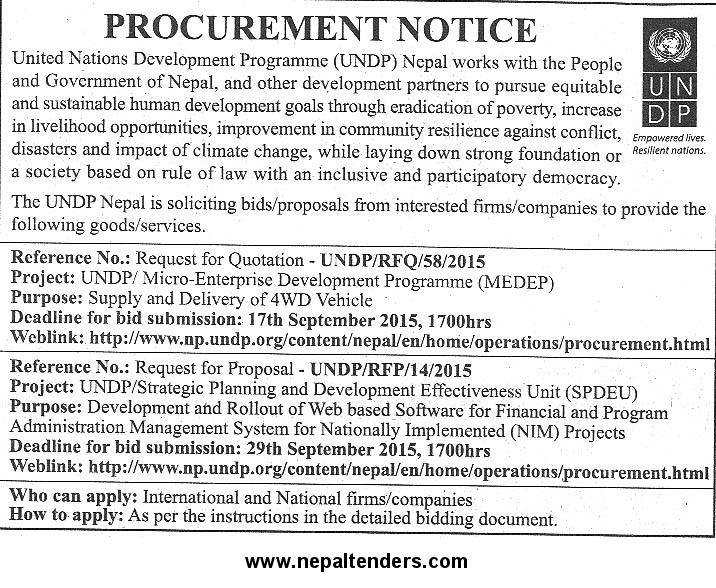 PROCUREMENT NOTICE
United Nations Development Programme (UNDP) Nepal works with the People
and Government of Nepal, and other development partners to pursue equitable
and sustainable human development goals through eradication of poverty, increase
in livelihood opportunities, improvement in community resilience against conflict,
disasters and impact of climate change, while laying down strong foundation or
a society based on rule of law with an inclusive and participatory democracy.
U N
D P
Empowered lives.
Resilient nations.
The UNDP Nepal is soliciting bids/proposals from interested firms/companies to provide the
following goods/services.
Reference No.: Request for Quotation - UNDP/RFQ/58/2015
Project: UNDP/ Micro-Enterprise Development Programme (MEDEP)
Purpose: Supply and Delivery of 4WD Vehicle
Deadline for bid submission: 17th September 2015, 1700hrs
Weblink: http://www.np.undp.org/content/nepal/en/home/operations/procurement.html
Reference No.: Request for Proposal - UNDP/RFP/14/2015
Project: UNDP/Strategic Planning and Development Effectiveness Unit (SPDEU)
Purpose: Development and Rollout of Web based Software for Financial and Program
Administration Management System for Nationally Implemented (NIM) Projects
Deadline for bid submission: 29th September 2015, 1700hrs
Weblink: http://www.np.undp.org/content/nepal/en/home/operations/procurement.html
Who can apply: International and National firms/companies
How to apply: As per the instructions in the detailed bidding document.
www.nepaltenders.com